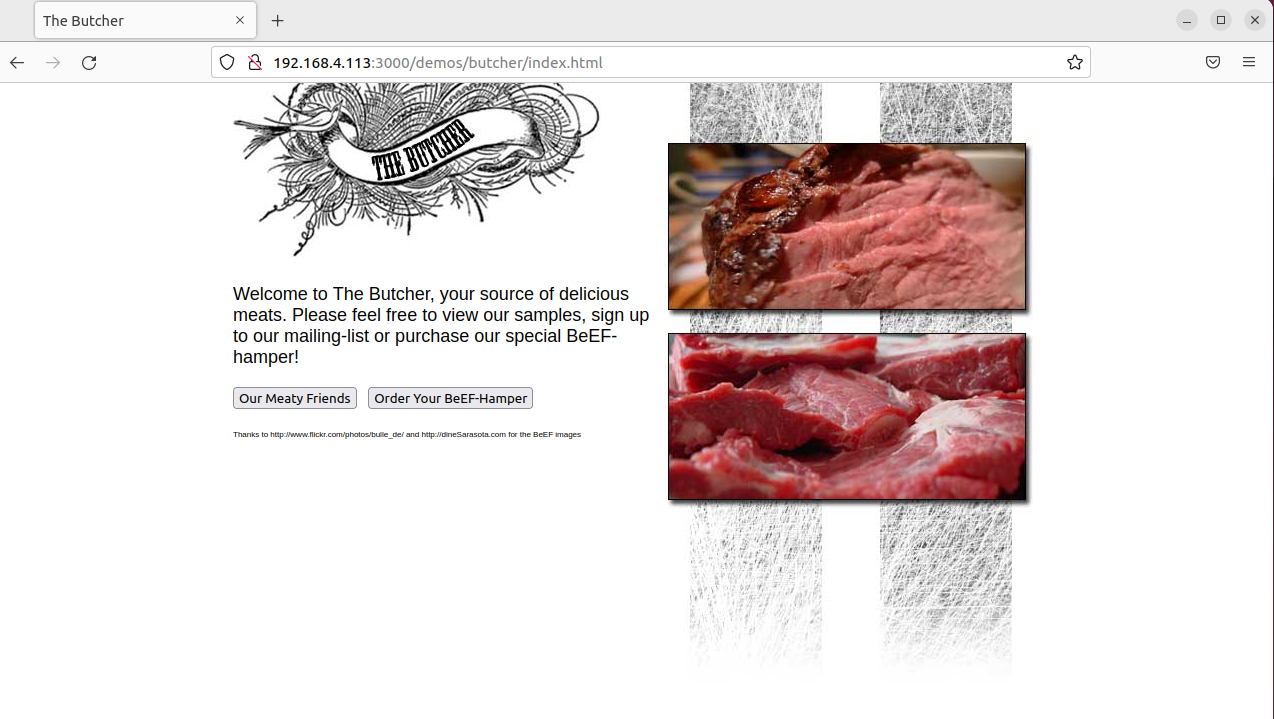 The Butcher
192.168.4.113:3000/demos/butcher/index.html
THE BUTCHER
Welcome to The Butcher, your source of delicious
meats. Please feel free to view our samples, sign up
to our mailing-list or purchase our special BeEF-
hamper!
Our Meaty Friends
Order Your BeEF-Hamper
Thanks to http://www.flickr.com/photos/bulle_de/ and http://dineSarasota.com for the BeEF images